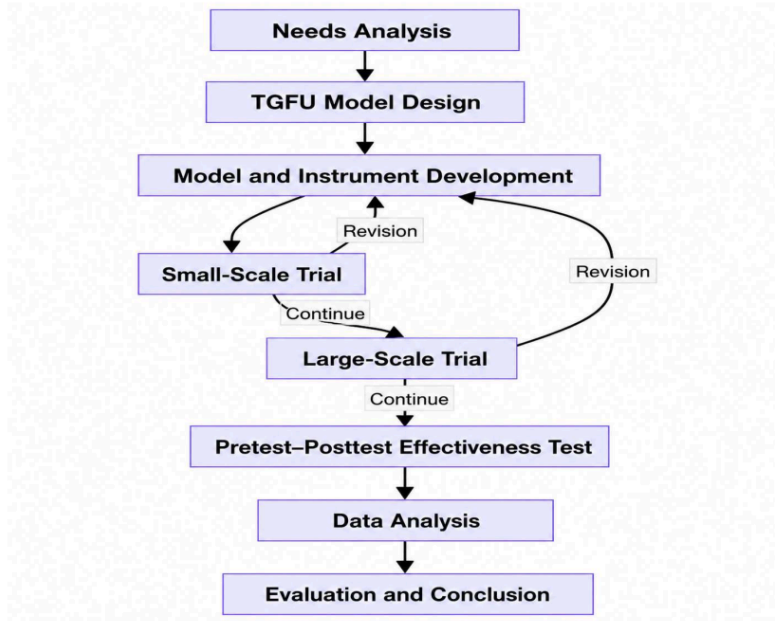 Needs Analysis
TGFU Model Design
Model and Instrument Development
Revision
Small-Scale Trial
Revision
Continue
Large-Scale Trial
Continue
Pretest–Posttest Effectiveness Test
Data Analysis
Evaluation and Conclusion